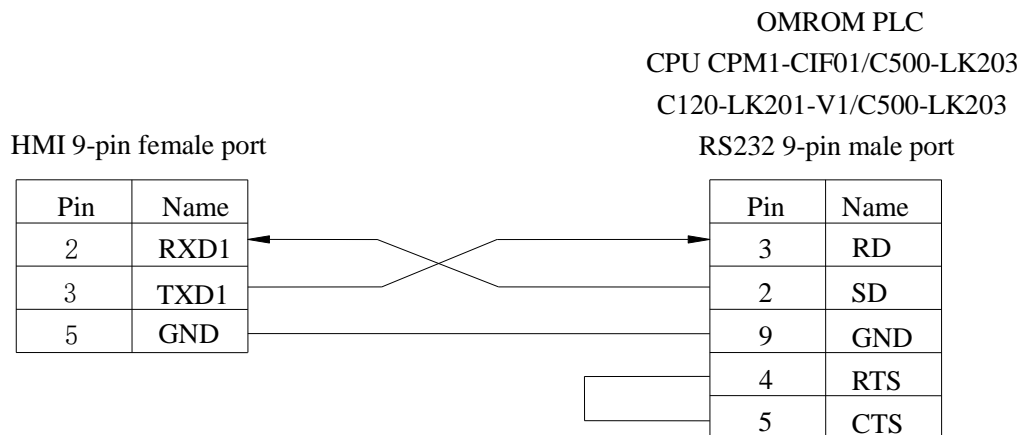 OMROM PLC
CPU CPM1-CIF01/C500-LK203
C120-LK201-V1/C500-LK203
HMI 9-pin female port
RS232 9-pin male port
Pin Name
2 RXD1
3 TXD1
5 GND
Pin Name
3 RD
2 SD
9 GND
4 RTS
5 CTS